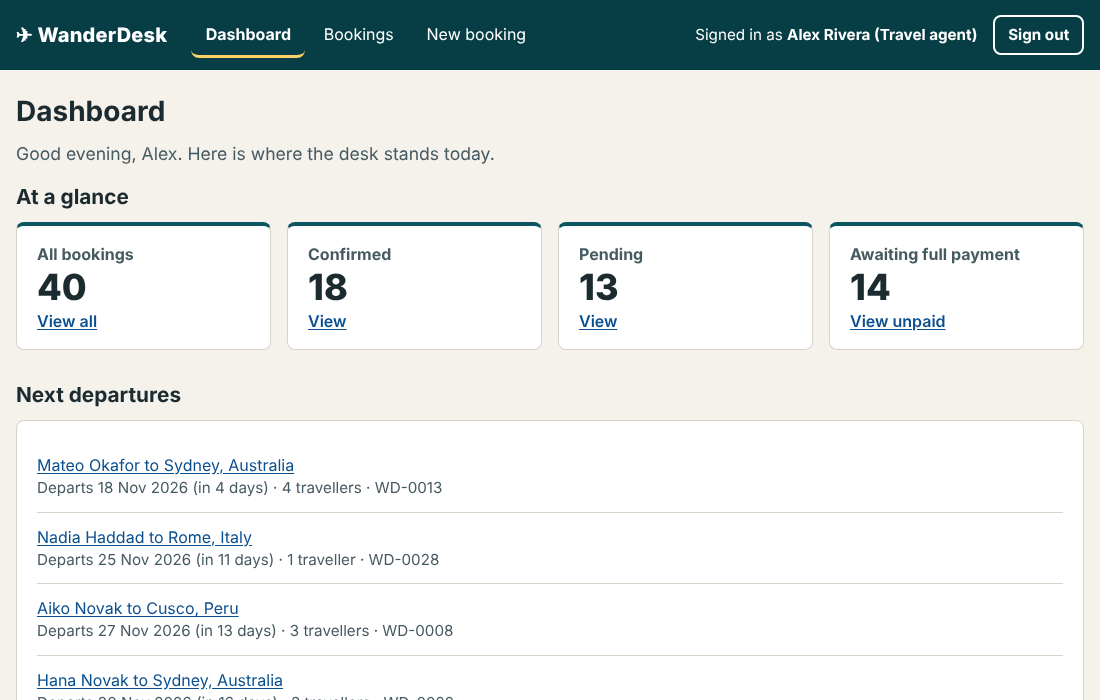 ✈ WanderDesk Dashboard Bookings New booking Signed in as Alex Rivera (Travel agent) Sign out
Dashboard
Good evening, Alex. Here is where the desk stands today.
At a glance
All bookings
40
View all
Confirmed
18
View
Pending
13
View
Awaiting full payment
14
View unpaid
Next departures
Mateo Okafor to Sydney, Australia
Departs 18 Nov 2026 (in 4 days) · 4 travellers · WD-0013
Nadia Haddad to Rome, Italy
Departs 25 Nov 2026 (in 11 days) · 1 traveller · WD-0028
Aiko Novak to Cusco, Peru
Departs 27 Nov 2026 (in 13 days) · 3 travellers · WD-0008
Hana Novak to Sydney, Australia